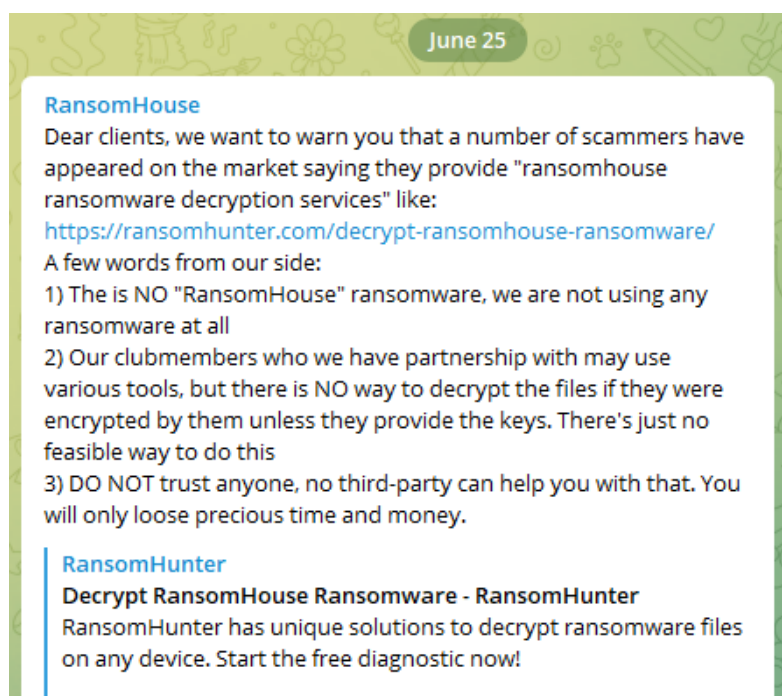 June 25
RansomHouse
Dear clients, we want to warn you that a number of scammers have
appeared on the market saying they provide "ransomhouse
ransomware decryption services" like:
https://ransomhunter.com/decrypt-ransomhouse-ransomware/
A few words from our side:
1) The is NO "RansomHouse" ransomware, we are not using any
ransomware at all
2) Our clubmembers who we have partnership with may use
various tools, but there is NO way to decrypt the files if they were
encrypted by them unless they provide the keys. There's just no
feasible way to do this
3) DO NOT trust anyone, no third-party can help you with that. You
will only loose precious time and money.
RansomHunter
Decrypt RansomHouse Ransomware - RansomHunter
RansomHunter has unique solutions to decrypt ransomware files
on any device. Start the free diagnostic now!